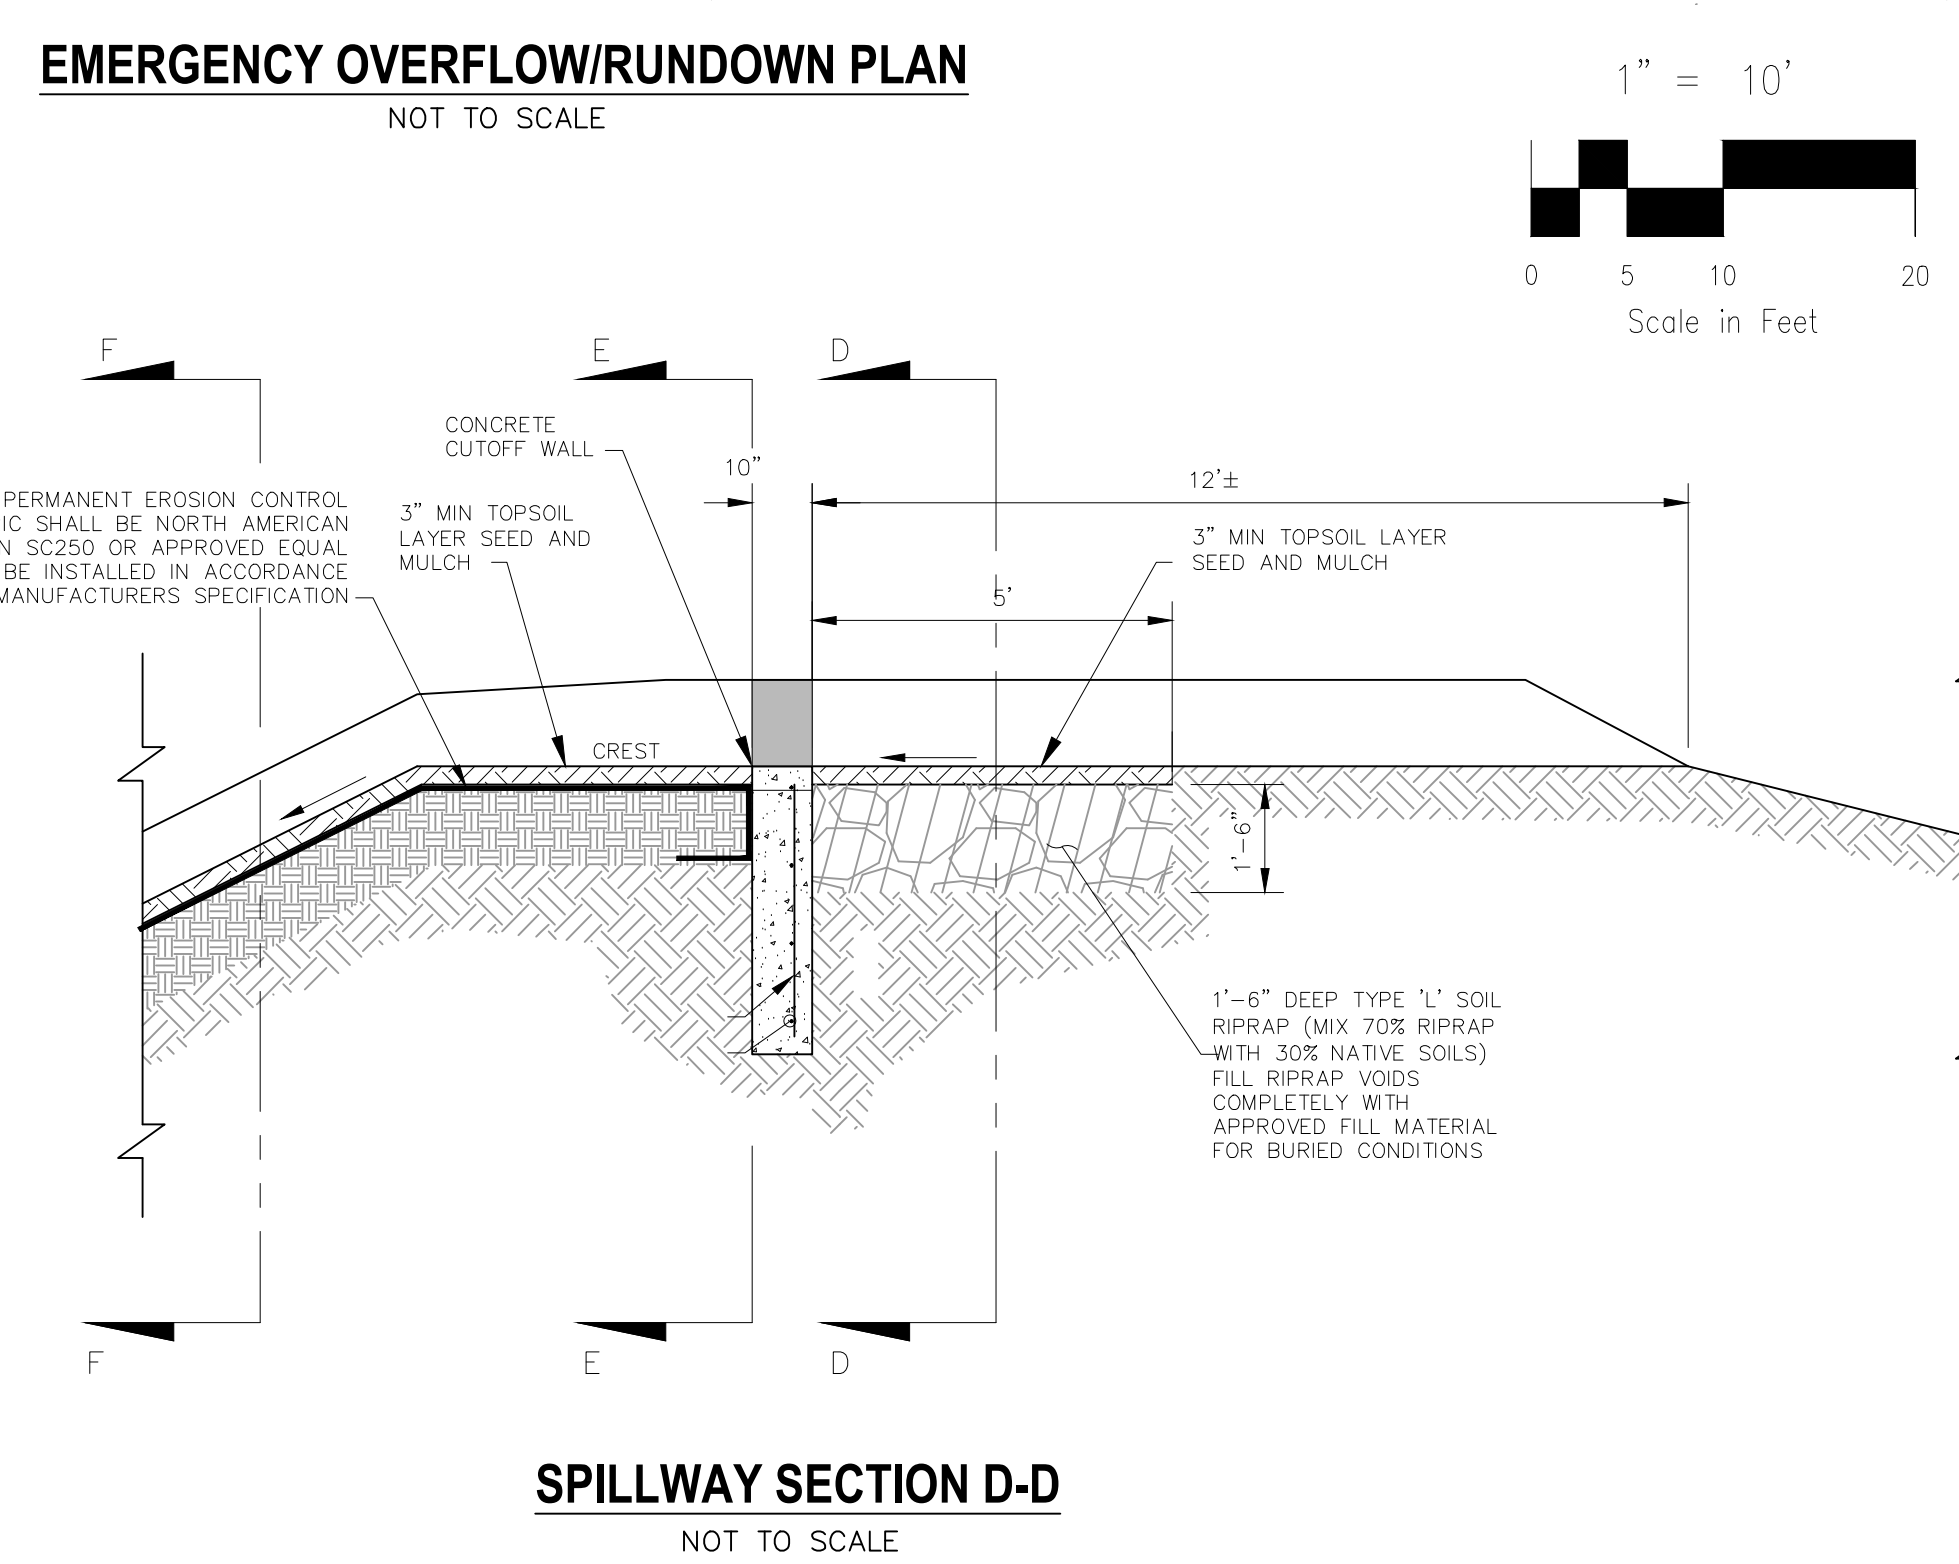 EMERGENCY OVERFLOW/RUNDOWN PLAN
NOT TO SCALE
1” = 10’
0 5 10 20
Scale in Feet
F E D
CONCRETE
CUTOFF WALL
10”
12’±
PERMANENT EROSION CONTROL
IC SHALL BE NORTH AMERICAN
N SC250 OR APPROVED EQUAL
BE INSTALLED IN ACCORDANCE
MANUFACTURERS SPECIFICATION
3” MIN TOPSOIL
LAYER SEED AND
MULCH
3” MIN TOPSOIL LAYER
SEED AND MULCH
5’
CREST
1’-6”
1’-6” DEEP TYPE ’L’ SOIL
RIPRAP (MIX 70% RIPRAP
WITH 30% NATIVE SOILS)
FILL RIPRAP VOIDS
COMPLETELY WITH
APPROVED FILL MATERIAL
FOR BURIED CONDITIONS
F E D
SPILLWAY SECTION D-D
NOT TO SCALE